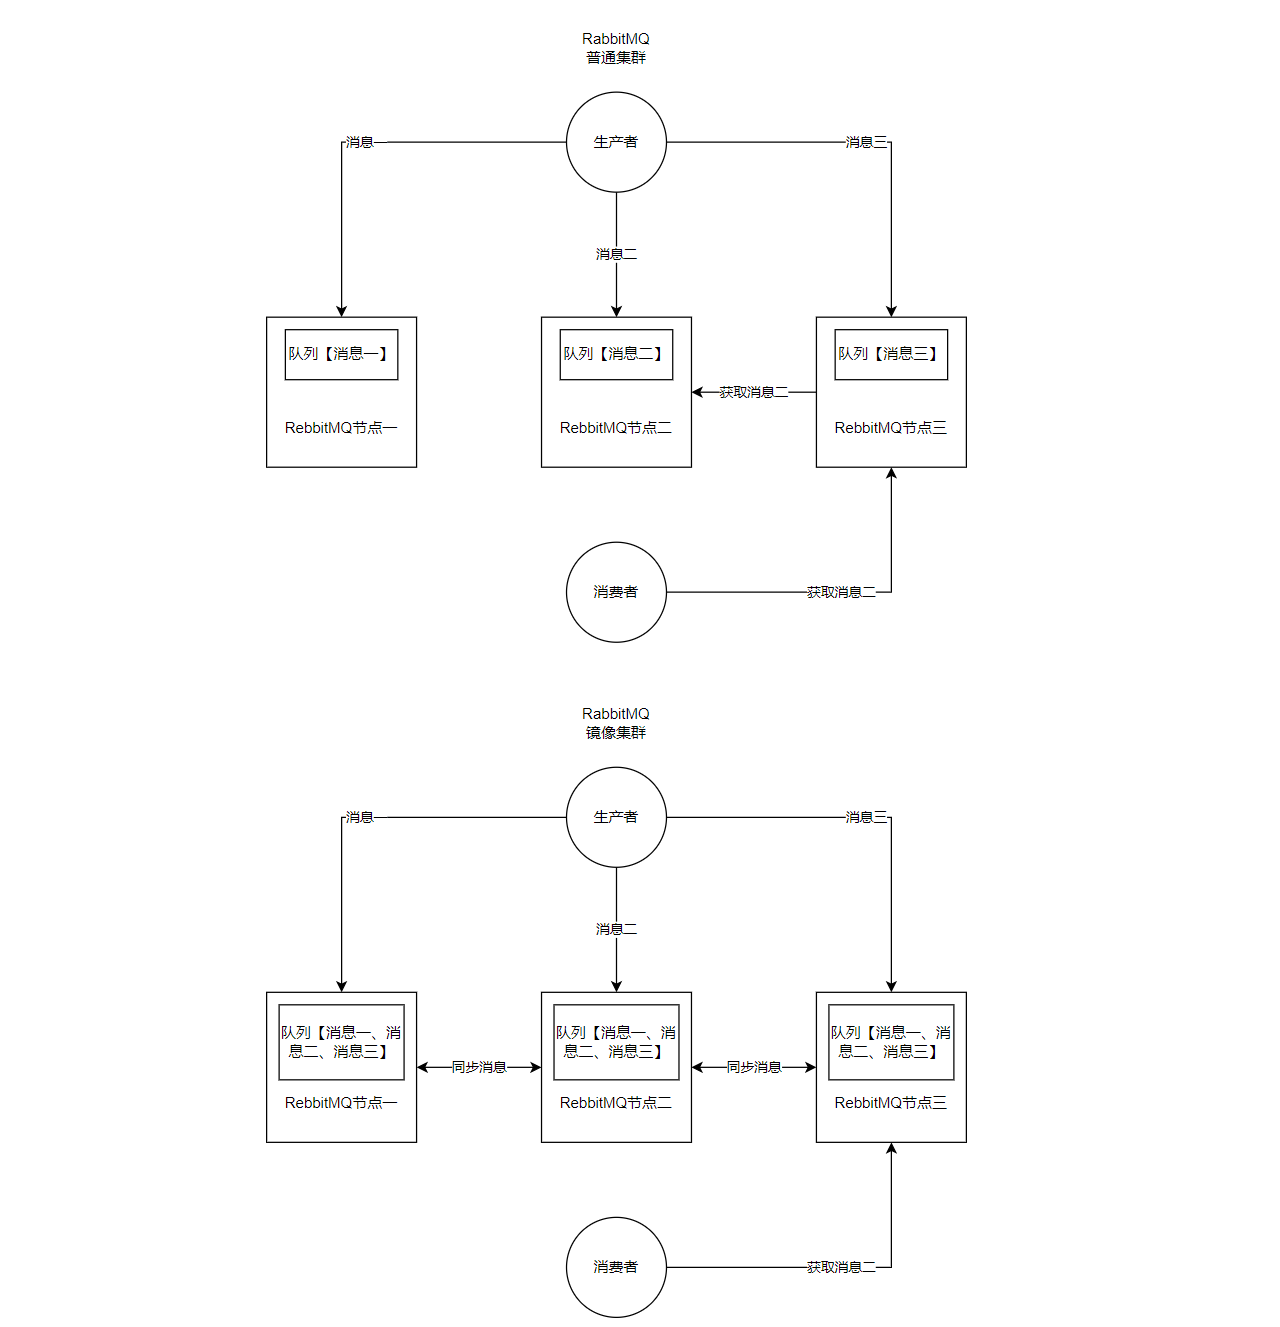 RabbitMQ
普通集群
生产者
消息一
消息三
消息二
队列【消息一】
队列【消息二】
队列【消息三】
获取消息二
RebbitMQ节点一
RebbitMQ节点二
RebbitMQ节点三
消费者
获取消息二
RabbitMQ
镜像集群
生产者
消息一
消息三
消息二
队列【消息一、消
息二、消息三】
队列【消息一、消
息二、消息三】
队列【消息一、消
息二、消息三】
同步消息
同步消息
RebbitMQ节点一
RebbitMQ节点二
RebbitMQ节点三
消费者
获取消息二